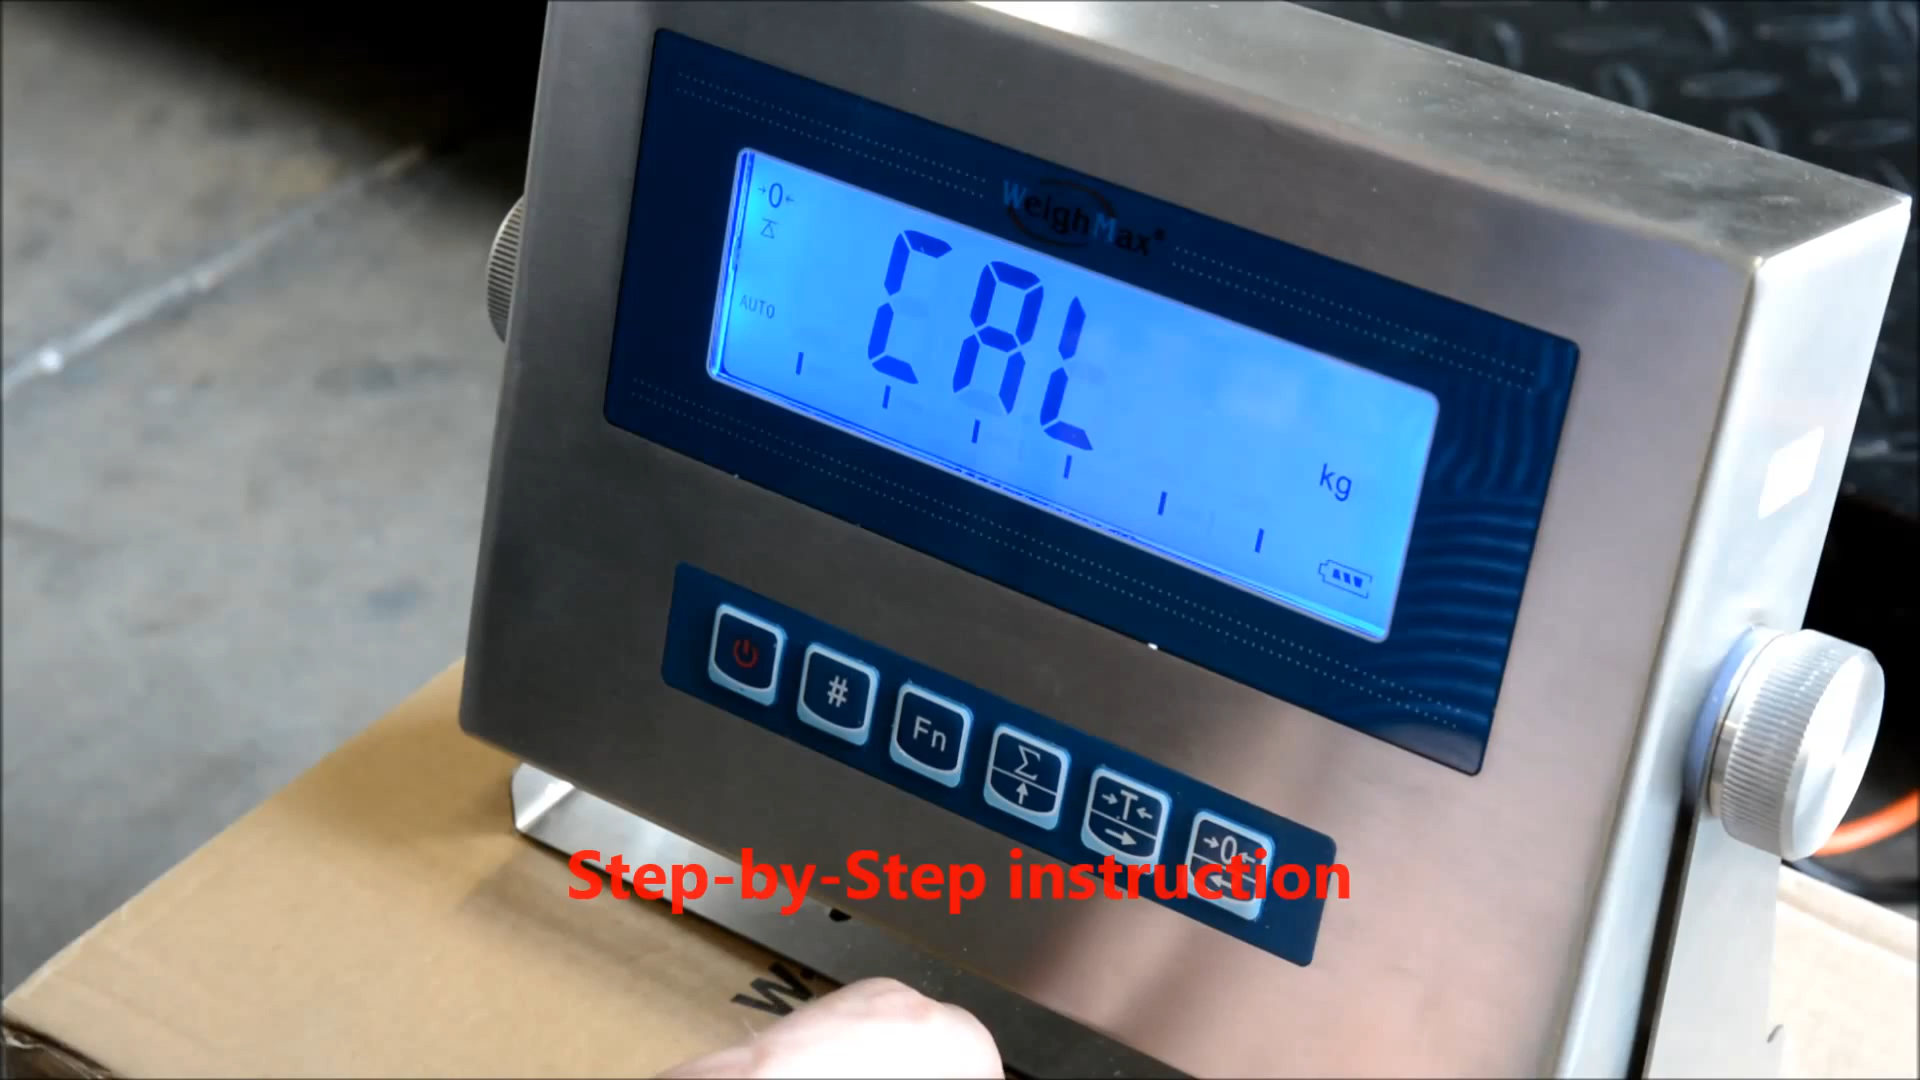 WeighMax®
→0←
AUTO
CAL
kg
#
Fn
Σ
↑
→T←
→
→0←
←
Step-by-Step instruction
W